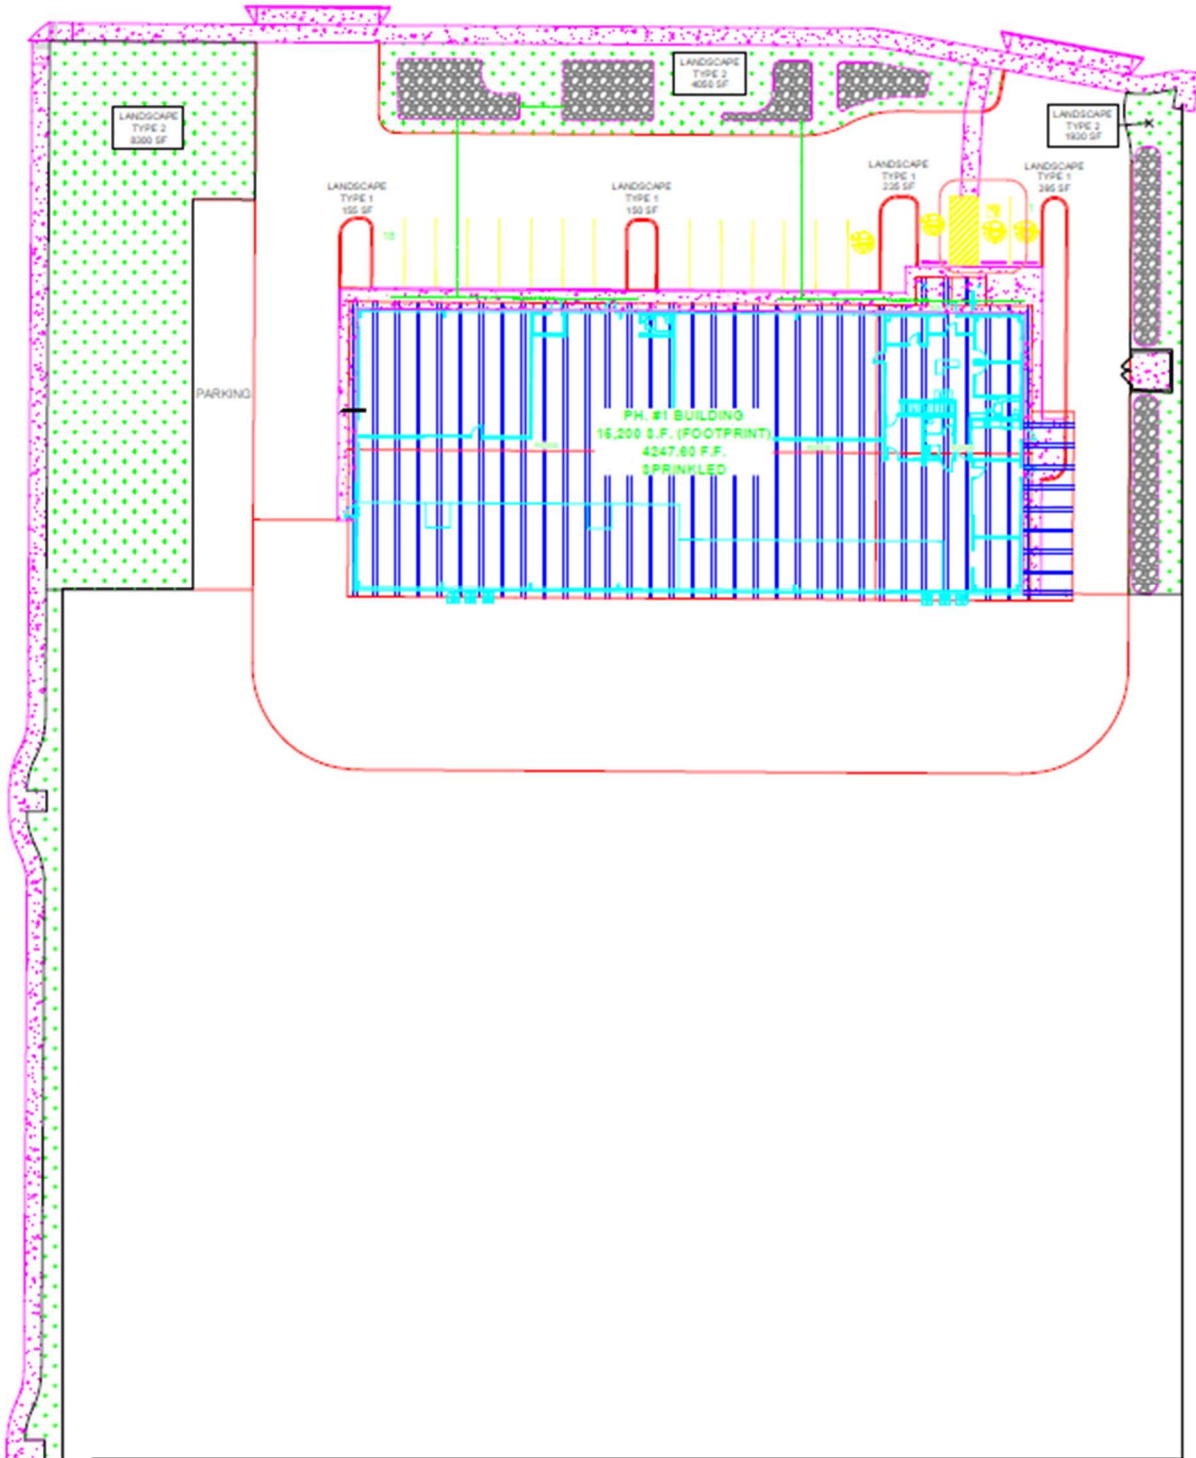 LANDSCAPE
TYPE 2
4050 SF
LANDSCAPE
TYPE 2
8300 SF
LANDSCAPE
TYPE 2
1930 SF
LANDSCAPE
TYPE 1
155 SF
LANDSCAPE
TYPE 1
150 SF
LANDSCAPE
TYPE 1
235 SF
LANDSCAPE
TYPE 1
395 SF
PARKING
PH. #1 BUILDING
16,200 S.F. (FOOTPRINT)
4247.60 F.F.
SPRINKLED